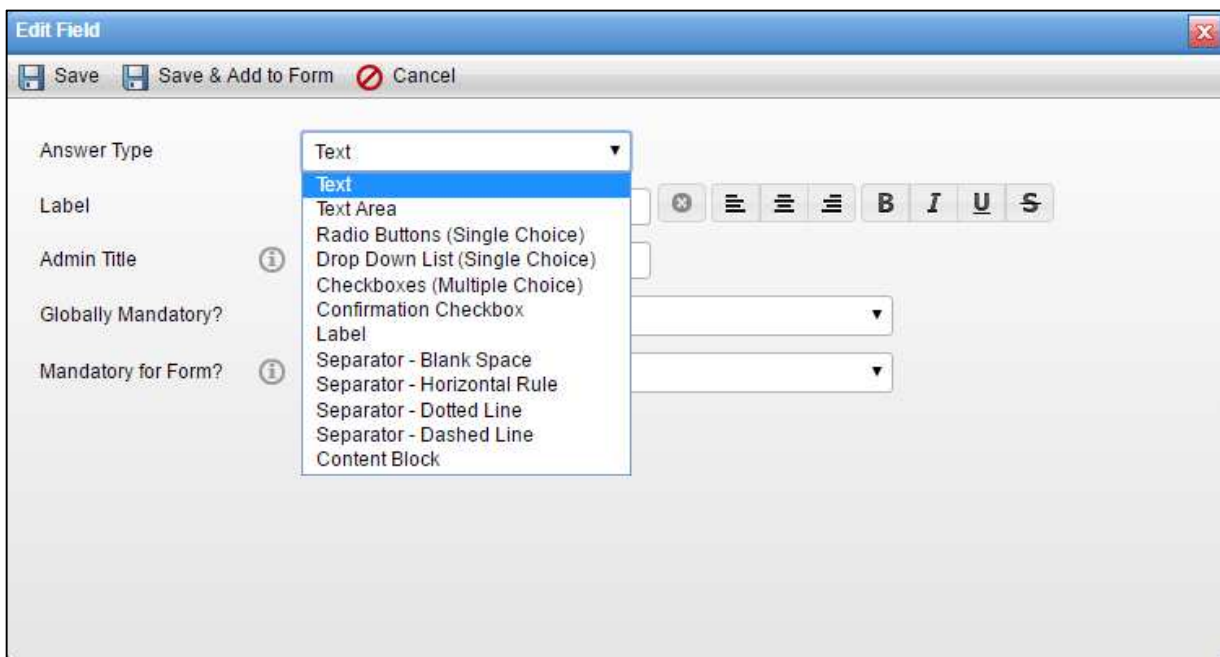 Edit Field
Save Save & Add to Form Cancel
Answer Type Text
Text
Label
Text Area
Radio Buttons (Single Choice)
Admin Title
Drop Down List (Single Choice)
Checkboxes (Multiple Choice)
Globally Mandatory?
Confirmation Checkbox
Label
Separator - Blank Space
Mandatory for Form?
Separator - Horizontal Rule
Separator - Dotted Line
Separator - Dashed Line
Content Block
B I U S